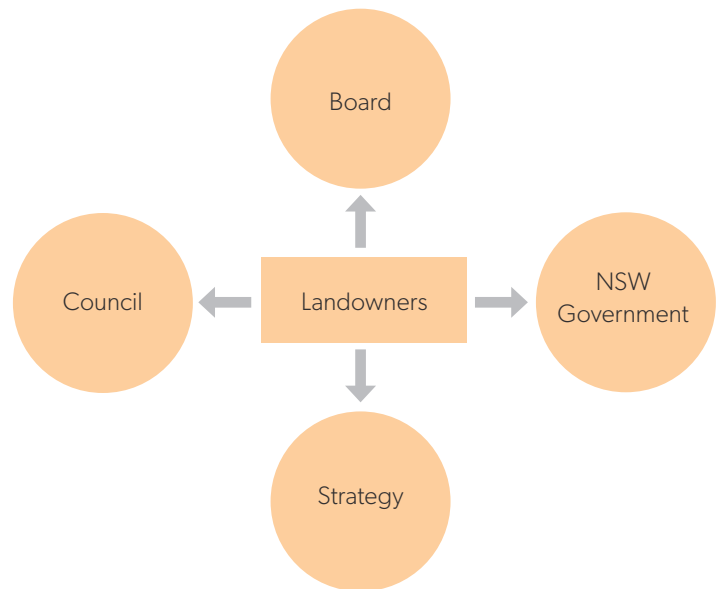 Board
Council
Landowners
NSW
Government
Strategy